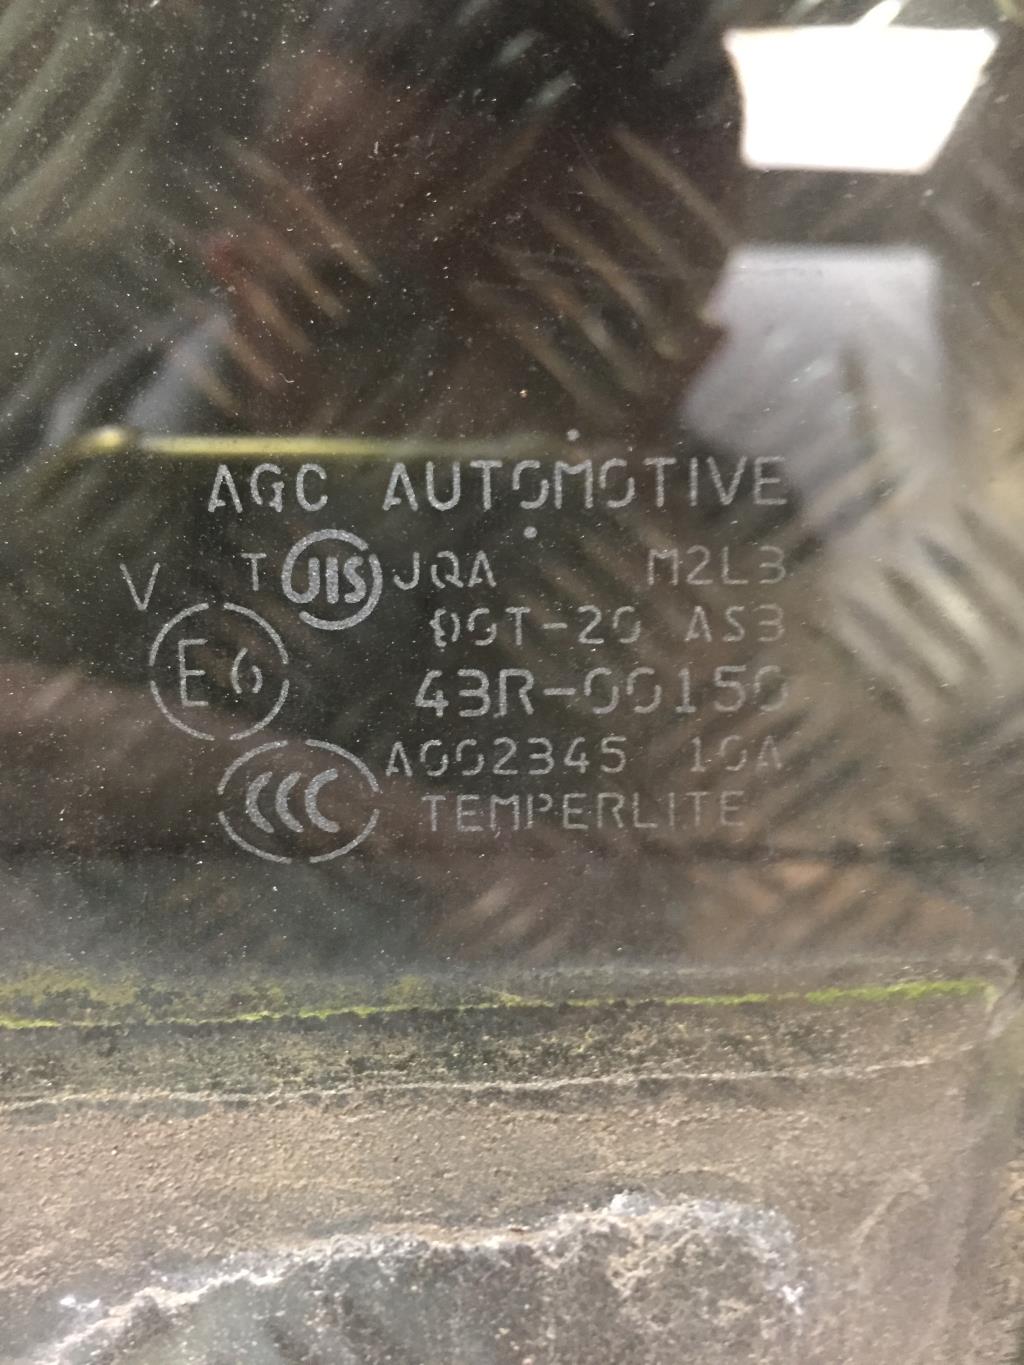 AGC AUTOMOTIVE
T JIS JQA M2L3
V
DOT-20 AS3
E6
43R-00150
CCC
A002345 10A
TEMPERLITE